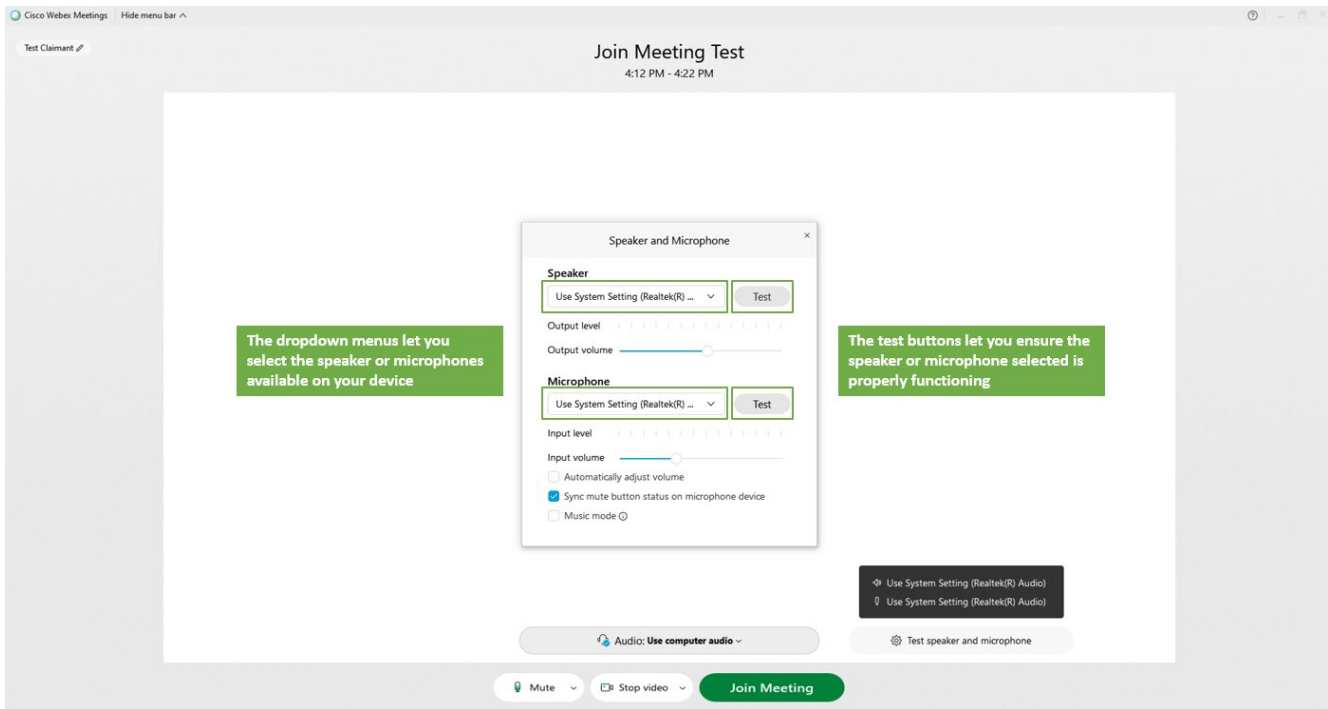 Cisco Webex Meetings Hide menu bar
Test Claimant
Join Meeting Test
4:12 PM - 4:22 PM
Speaker and Microphone
Speaker
Use System Setting (Realtek(R) ... Test
Output level
Output volume
The dropdown menus let you
select the speaker or microphones
available on your device
The test buttons let you ensure the
speaker or microphone selected is
properly functioning
Microphone
Use System Setting (Realtek(R) ... Test
Input level
Input volume
Automatically adjust volume
Sync mute button status on microphone device
Music mode
Use System Setting (Realtek(R) Audio)
Use System Setting (Realtek(R) Audio)
Audio: Use computer audio
Test speaker and microphone
Mute Stop video Join Meeting